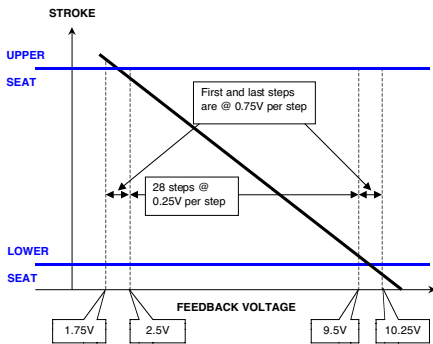 STROKE
UPPER
SEAT
First and last steps
are @ 0.75V per step
28 steps @
0.25V per step
LOWER
SEAT
FEEDBACK VOLTAGE
1.75V
2.5V
9.5V
10.25V